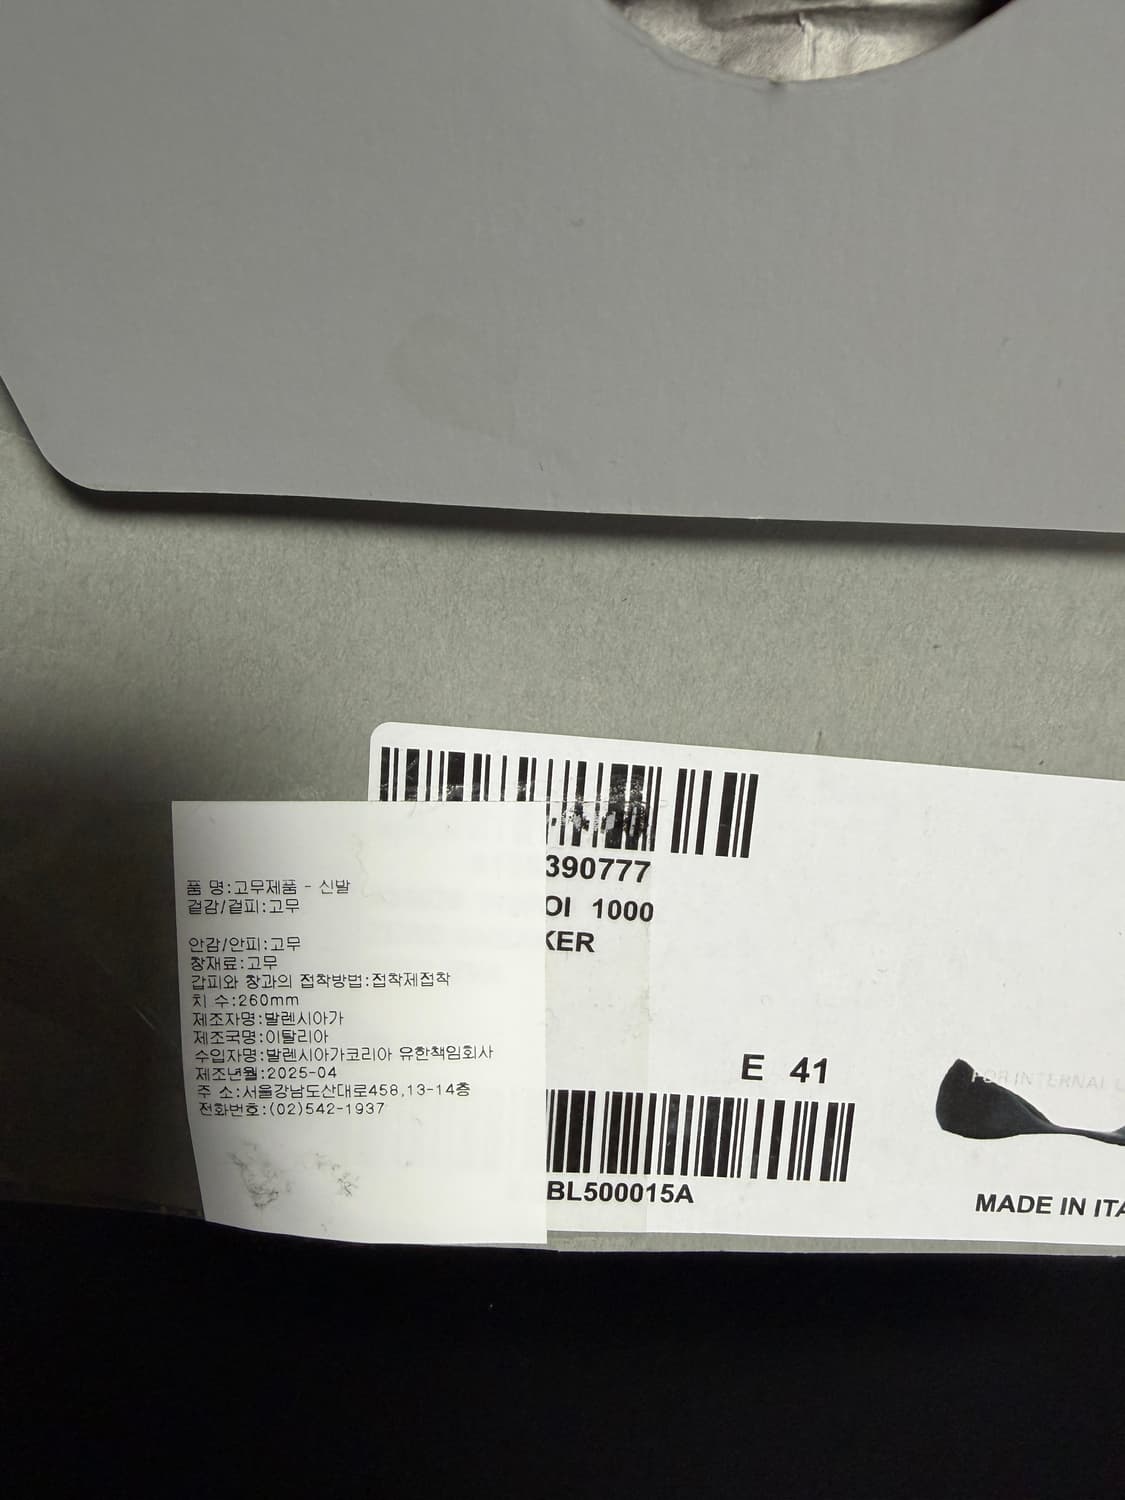 390777
OI 1000
KER
품 명:고무제품 - 신발
겉감/겉피:고무
안감/안피:고무
창재료:고무
갑피와 창과의 접착방법:접착제접착
치 수:260mm
제조자명:발렌시아가
제조국명:이탈리아
수입자명:발렌시아가코리아 유한책임회사
제조년월:2025-04
주 소:서울강남도산대로458,13-14층
전화번호:(02)542-1937
E 41
BL500015A
FOR INTERNAL
MADE IN ITA